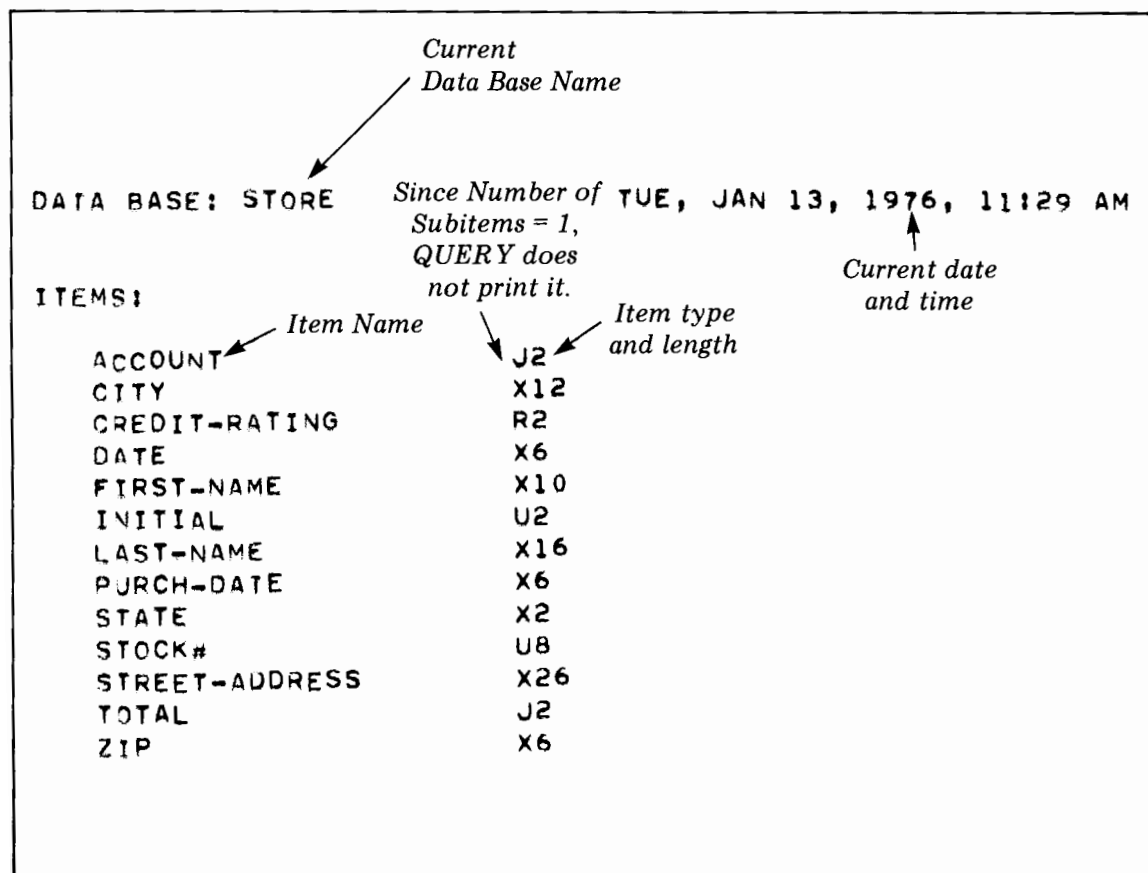 Current
Data Base Name
DATA BASE: STORE
Since Number of
Subitems = 1,
QUERY does
not print it.
TUE, JAN 13, 1976, 11:29 AM
Current date
and time
ITEMS:
Item Name
Item type
and length
ACCOUNT J2
CITY X12
CREDIT-RATING R2
DATE X6
FIRST-NAME X10
INITIAL U2
LAST-NAME X16
PURCH-DATE X6
STATE X2
STOCK# U8
STREET-ADDRESS X26
TOTAL J2
ZIP X6